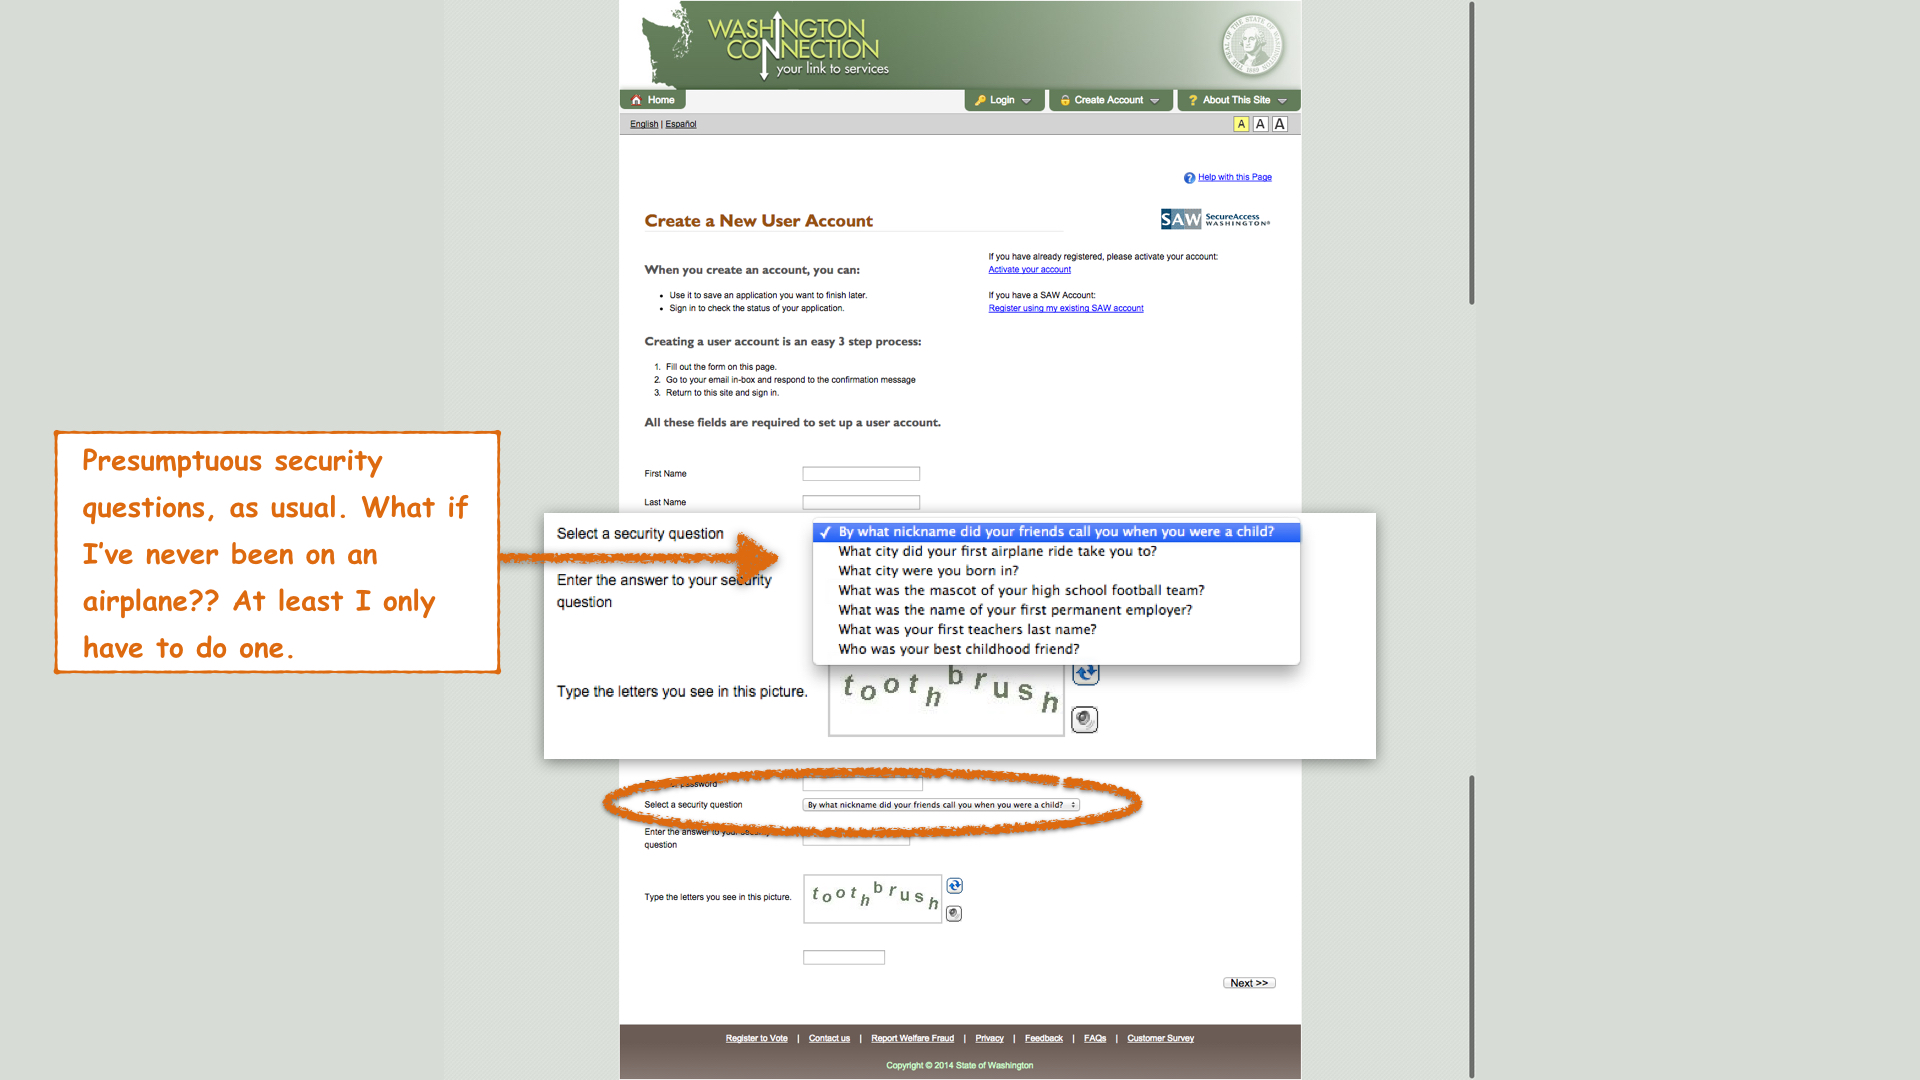 WASHINGTON
CONNECTION
your link to services
Home
Login
Create Account
? About This Site
English | Español
A A A
? Help with this Page
Create a New User Account
SAW SecureAccess
WASHINGTON®
When you create an account, you can:
• Use it to save an application you want to finish later.
• Sign in to check the status of your application.
If you have already registered, please activate your account:
Activate your account
If you have a SAW Account:
Register using my existing SAW account
Creating a user account is an easy 3 step process:
1. Fill out the form on this page.
2. Go to your email in-box and respond to the confirmation message
3. Return to this site and sign in.
All these fields are required to set up a user account.
First Name
Last Name
Presumptuous security
questions, as usual. What if
I've never been on an
airplane?? At least I only
have to do one.
Select a security question
✓ By what nickname did your friends call you when you were a child?
What city did your first airplane ride take you to?
What city were you born in?
What was the mascot of your high school football team?
What was the name of your first permanent employer?
What was your first teachers last name?
Who was your best childhood friend?
Enter the answer to your security
question
Type the letters you see in this picture.
toothbrush
password
Select a security question
By what nickname did your friends call you when you were a child?
Enter the answer to your security
question
Type the letters you see in this picture.
toothbrush
Next >>
Register to Vote | Contact us | Report Welfare Fraud | Privacy | Feedback | FAQs | Customer Survey
Copyright © 2014 State of Washington